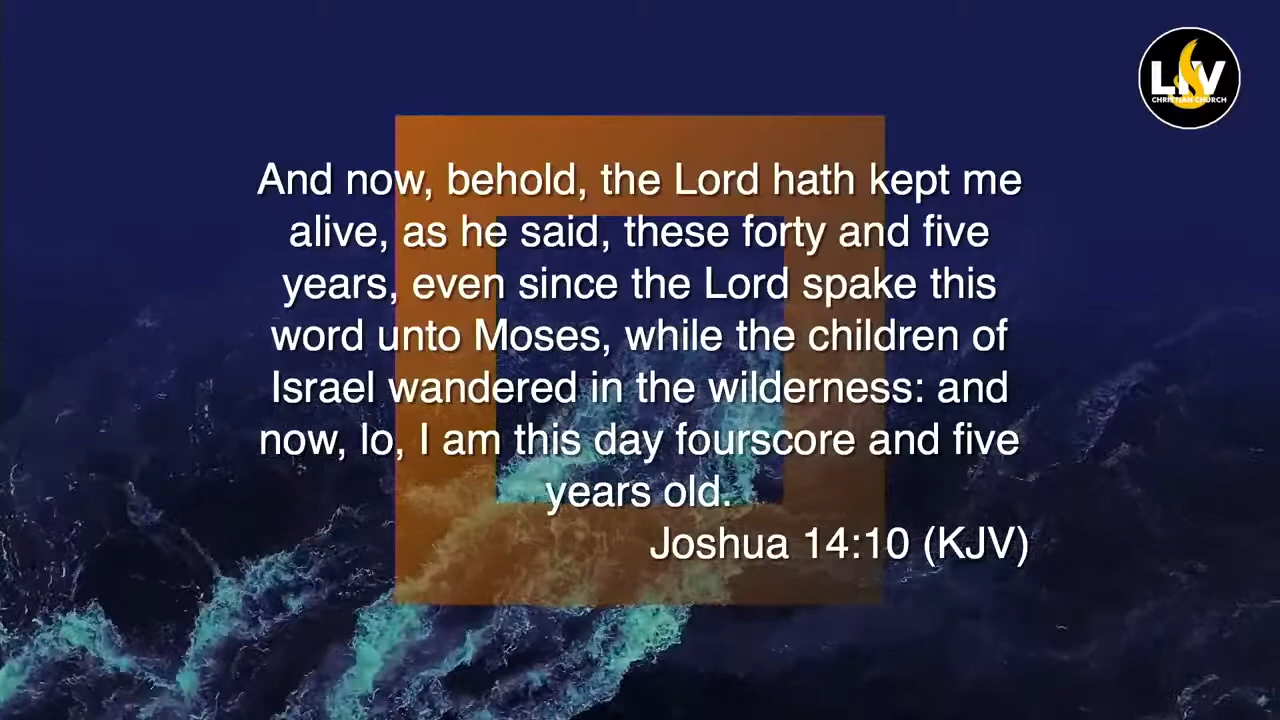 LIV
CHRISTIAN CHURCH
And now, behold, the Lord hath kept me
alive, as he said, these forty and five
years, even since the Lord spake this
word unto Moses, while the children of
Israel wandered in the wilderness: and
now, lo, I am this day fourscore and five
years old.
Joshua 14:10 (KJV)